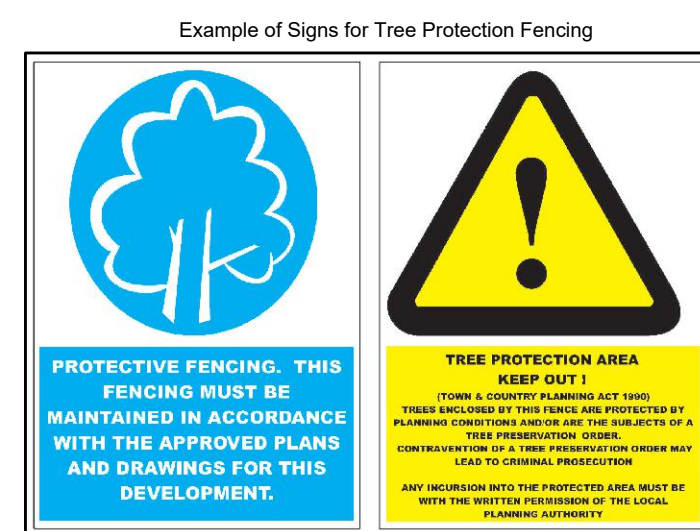 Example of Signs for Tree Protection Fencing
PROTECTIVE FENCING. THIS
FENCING MUST BE
MAINTAINED IN ACCORDANCE
WITH THE APPROVED PLANS
AND DRAWINGS FOR THIS
DEVELOPMENT.
TREE PROTECTION AREA
KEEP OUT !
(TOWN & COUNTRY PLANNING ACT 1990)
TREES ENCLOSED BY THIS FENCE ARE PROTECTED BY
PLANNING CONDITIONS AND/OR ARE THE SUBJECTS OF A
TREE PRESERVATION ORDER.
CONTRAVENTION OF A TREE PRESERVATION ORDER MAY
LEAD TO CRIMINAL PROSECUTION
ANY INCURSION INTO THE PROTECTED AREA MUST BE
WITH THE WRITTEN PERMISSION OF THE LOCAL
PLANNING AUTHORITY